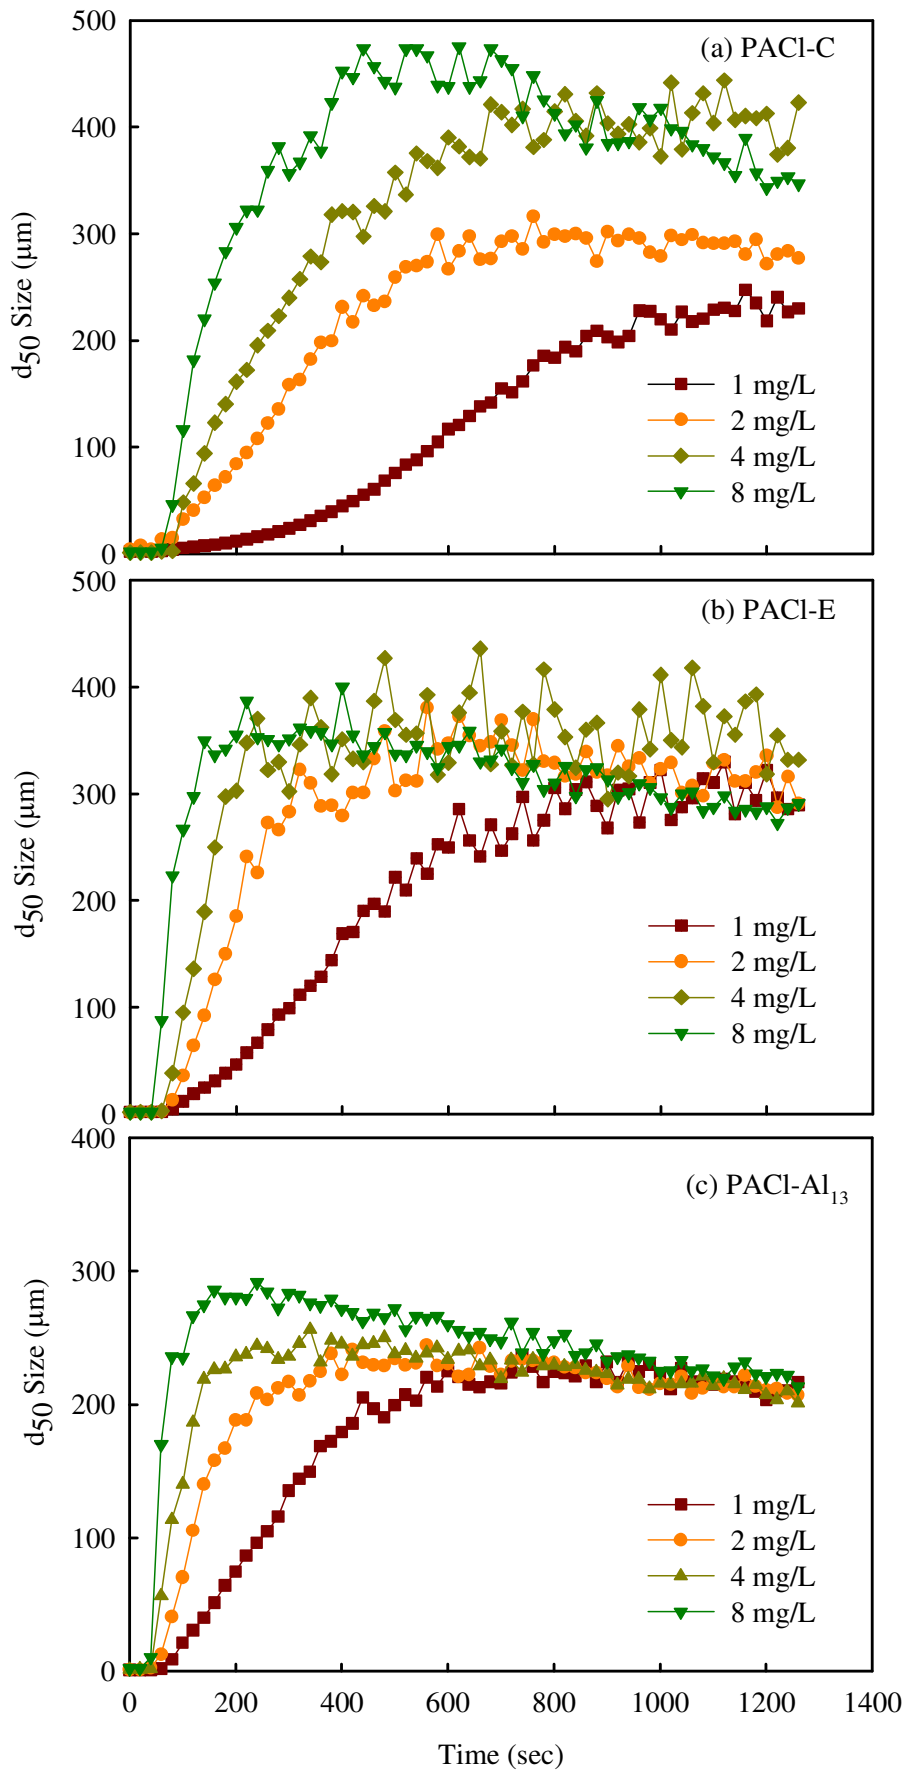 500
(a) PACl-C
400
300
d50 Size (μm)
200
1 mg/L
2 mg/L
100
4 mg/L
8 mg/L
0
500
(b) PACl-E
400
300
d50 Size (μm)
200
1 mg/L
2 mg/L
100
4 mg/L
8 mg/L
0
400
(c) PACl-Al13
300
d50 Size (μm)
200
1 mg/L
2 mg/L
100
4 mg/L
8 mg/L
0
0 200 400 600 800 1000 1200 1400
Time (sec)